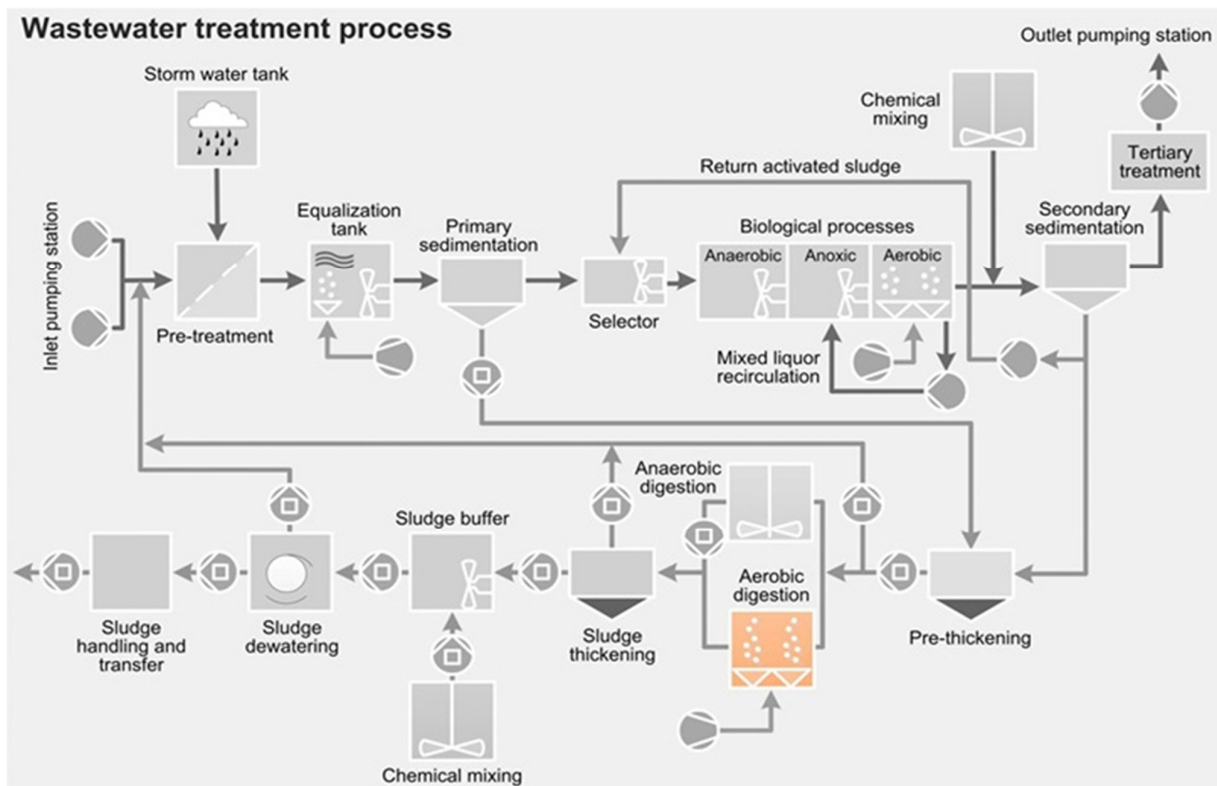 Wastewater treatment process
Outlet pumping station
Storm water tank
Chemical
mixing
Tertiary
treatment
Return activated sludge
Inlet pumping station
Equalization
tank
Primary
sedimentation
Biological processes
Secondary
sedimentation
Anaerobic
Anoxic
Aerobic
Pre-treatment
Selector
Mixed liquor
recirculation
Anaerobic
digestion
Sludge buffer
Aerobic
digestion
Sludge
handling and
transfer
Sludge
dewatering
Sludge
thickening
Pre-thickening
Chemical mixing